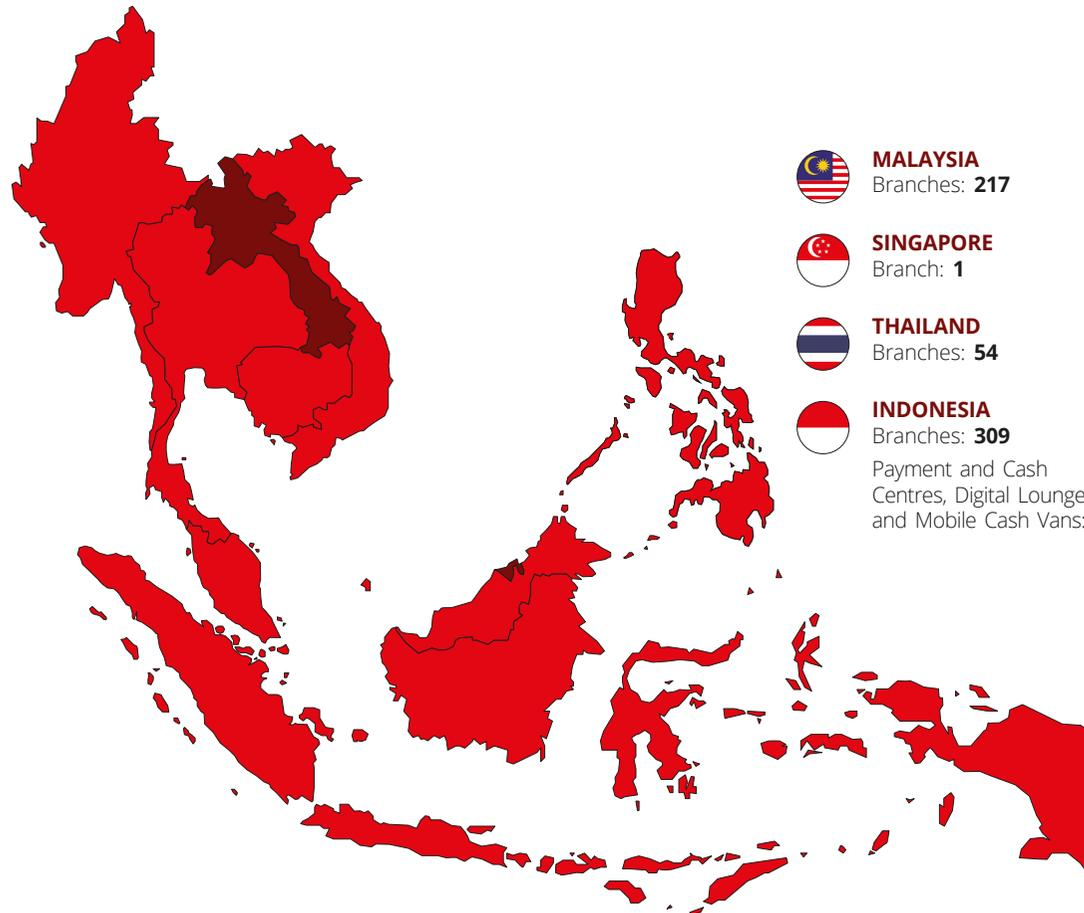 MALAYSIA
Branches: 217
SINGAPORE
Branch: 1
THAILAND
Branches: 54
INDONESIA
Branches: 309
Payment and Cash
Centres, Digital Lounge
and Mobile Cash Vans: